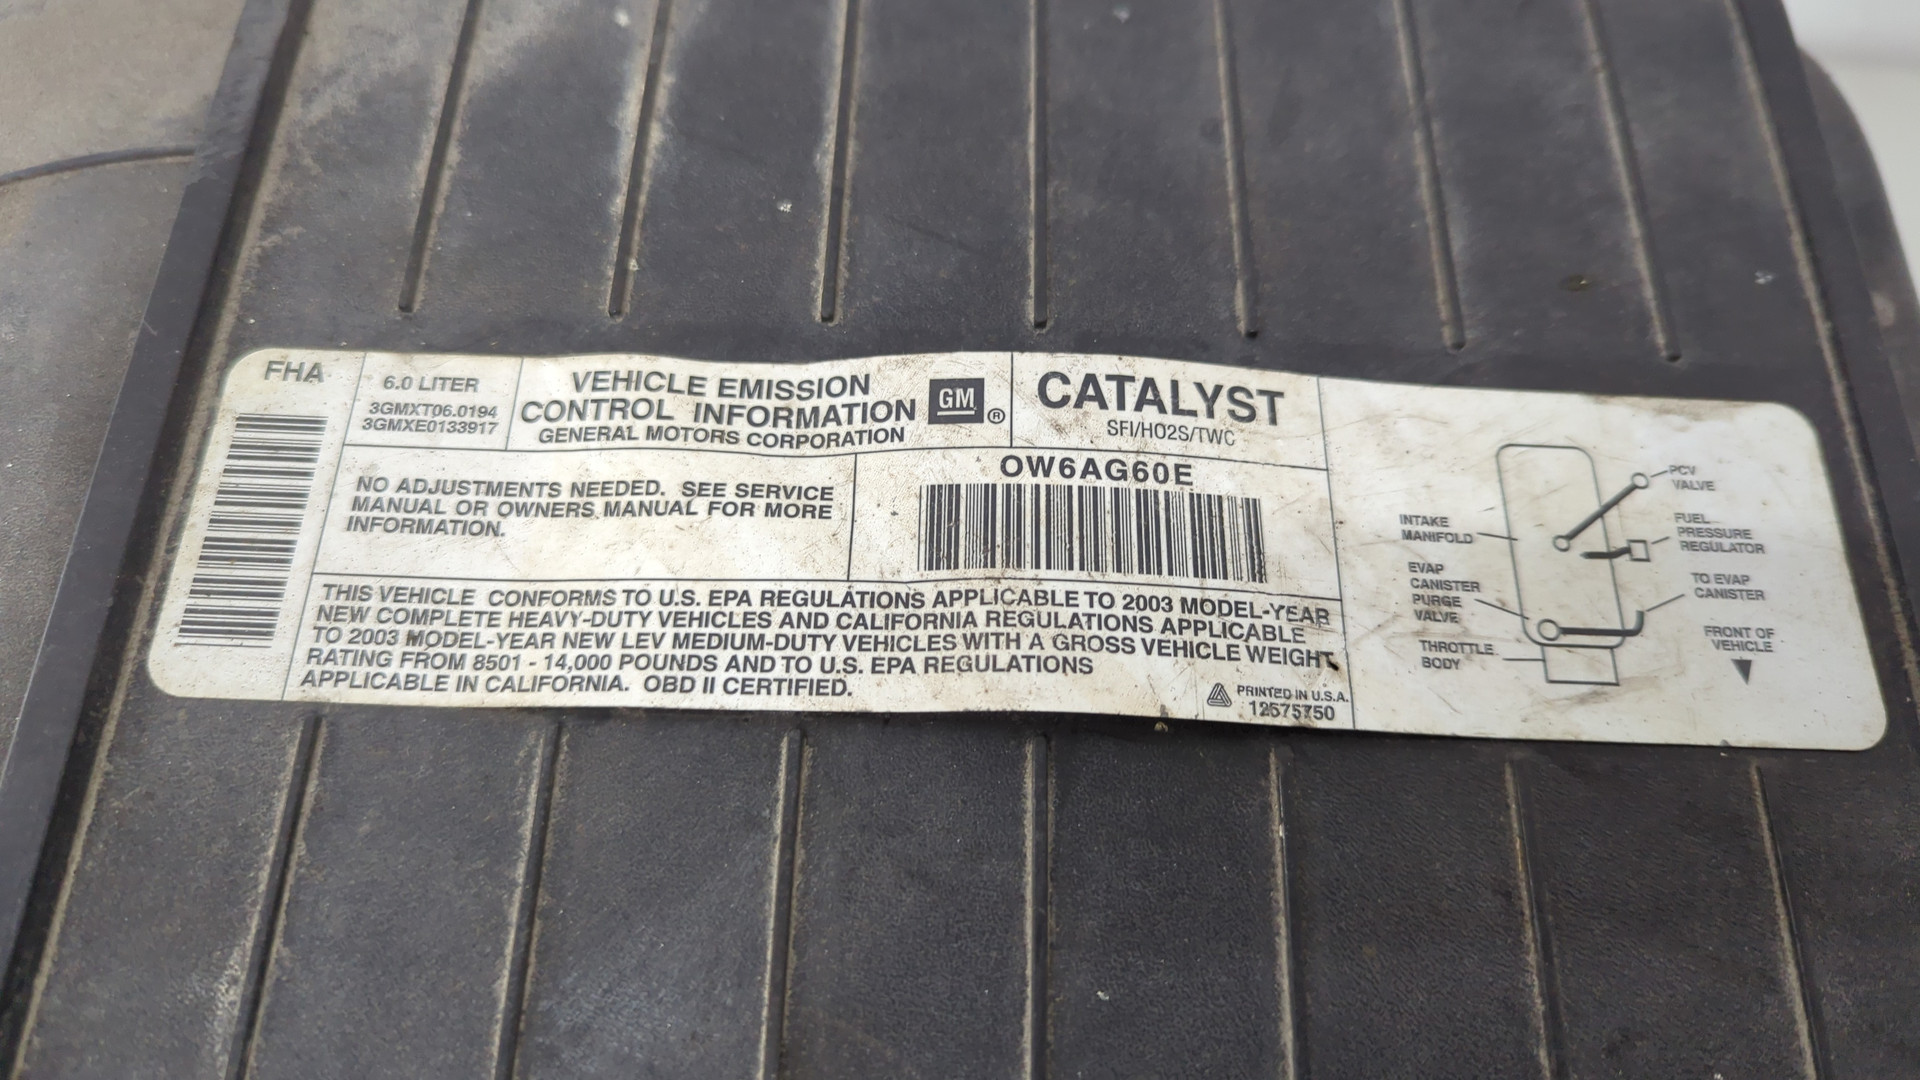 FHA
6.0 LITER
3GMXT06.0194
3GMXE0133917
VEHICLE EMISSION
CONTROL INFORMATION
GENERAL MOTORS CORPORATION
GM ®
CATALYST
SFI/HO2S/TWC
NO ADJUSTMENTS NEEDED. SEE SERVICE
MANUAL OR OWNERS MANUAL FOR MORE
INFORMATION.
OW6AG60E
THIS VEHICLE CONFORMS TO U.S. EPA REGULATIONS APPLICABLE TO 2003 MODEL-YEAR
NEW COMPLETE HEAVY-DUTY VEHICLES AND CALIFORNIA REGULATIONS APPLICABLE
TO 2003 MODEL-YEAR NEW LEV MEDIUM-DUTY VEHICLES WITH A GROSS VEHICLE WEIGHT
RATING FROM 8501 - 14,000 POUNDS AND TO U.S. EPA REGULATIONS
APPLICABLE IN CALIFORNIA. OBD II CERTIFIED.
PRINTED IN U.S.A.
12575750
PCV
VALVE
INTAKE
MANIFOLD
FUEL
PRESSURE
REGULATOR
EVAP
CANISTER
PURGE
VALVE
TO EVAP
CANISTER
THROTTLE
BODY
FRONT OF
VEHICLE